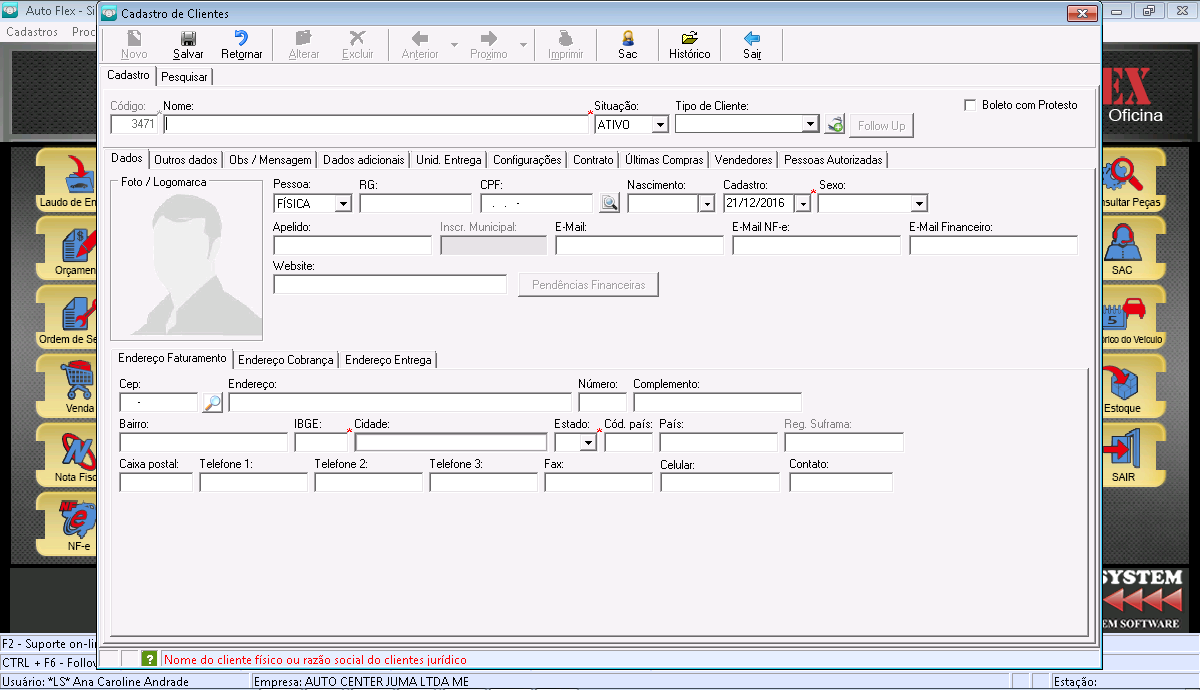 Auto Flex - Si
Cadastro de Clientes
Cadastros Proc
Novo Salvar Retornar Alterar Excluir Anterior Proximo Imprimir Sac Histórico Sair
Cadastro Pesquisar
Código: Nome: Situação: Tipo de Cliente: Boleto com Protesto
3471 ATIVO Follow Up
EX
Oficina
Dados Outros dados Obs / Mensagem Dados adicionais Unid. Entrega Configurações Contrato Últimas Compras Vendedores Pessoas Autorizadas
Foto / Logomarca
Pessoa: RG: CPF: Nascimento: Cadastro: Sexo:
FÍSICA . . - 21/12/2016
Apelido: Inscr. Municipal: E-Mail: E-Mail NF-e: E-Mail Financeiro:
Website:
Pendências Financeiras
Endereço Faturamento Endereço Cobrança Endereço Entrega
Cep: Endereço: Número: Complemento:
-
Bairro: IBGE: Cidade: Estado: Cód. país: País: Reg. Suframa:
Caixa postal: Telefone 1: Telefone 2: Telefone 3: Fax: Celular: Contato:
Laudo de En
Orçamen
Ordem de Se
Venda
Nota Fisc
NF-e
nsultar Peças
SAC
5
órico do Veículo
Estoque
SAIR
SYSTEM
EM SOFTWARE
F2 - Suporte on-li
CTRL + F6 - Follow
? Nome do cliente físico ou razão social do clientes jurídico
Usuário: *LS* Ana Caroline Andrade Empresa: AUTO CENTER JUMA LTDA ME Estação: